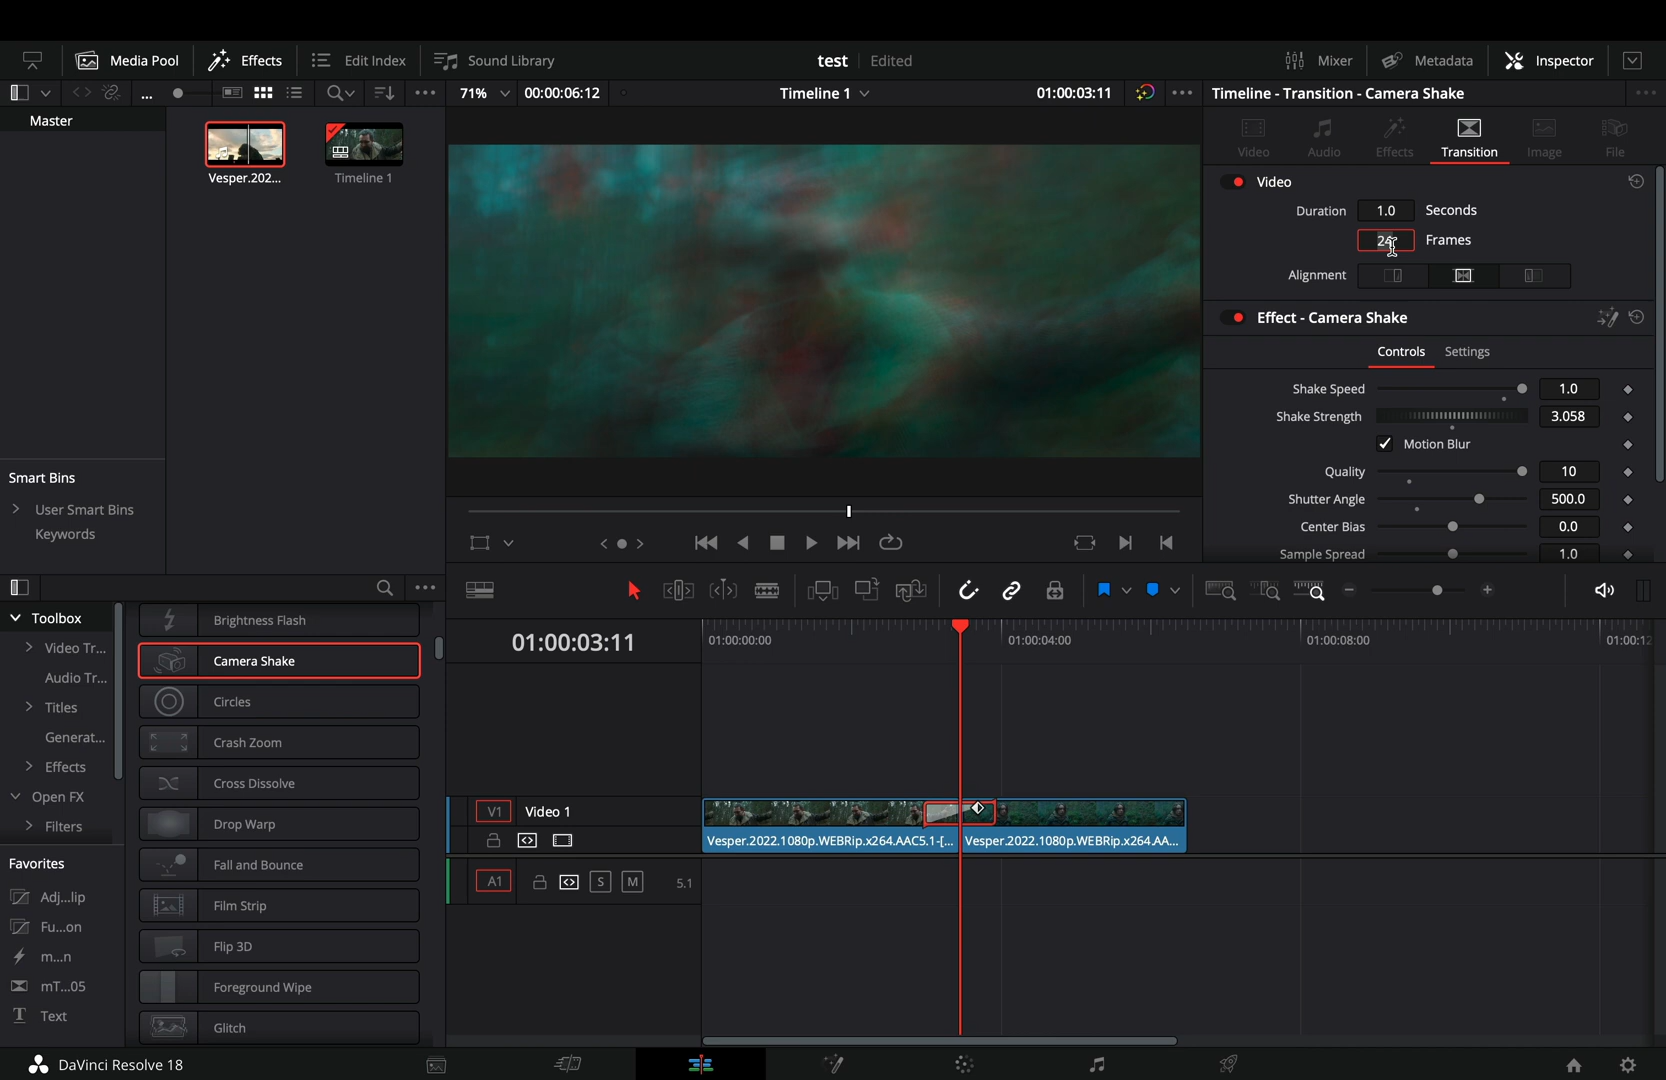 Media Pool Effects Edit Index Sound Library test Edited Mixer Metadata Inspector
... 71% 00:00:06:12 Timeline 1 01:00:03:11 ... Timeline - Transition - Camera Shake ...
Master
Vesper.202... Timeline 1
Video Audio Effects Transition Image File
Video
Duration 1.0 Seconds
Frames
Alignment
Effect - Camera Shake
Controls Settings
Shake Speed 1.0
Shake Strength 3.058
Motion Blur
Quality 10
Shutter Angle 500.0
Center Bias 0.0
Sample Spread 1.0
Smart Bins
User Smart Bins
Keywords
Toolbox
Video Tr...
Audio Tr...
Titles
Generat...
Effects
Open FX
Filters
Favorites
Adj...lip
Fu...on
m...n
mT...05
T Text
Brightness Flash
Camera Shake
Circles
Crash Zoom
Cross Dissolve
Drop Warp
Fall and Bounce
Film Strip
Flip 3D
Foreground Wipe
Glitch
01:00:03:11 01:00:00:00 01:00:04:00 01:00:08:00 01:00:12
V1 Video 1
Vesper.2022.1080p.WEBRip.x264.AAC5.1-[... Vesper.2022.1080p.WEBRip.x264.AA...
A1 S M 5.1
DaVinci Resolve 18